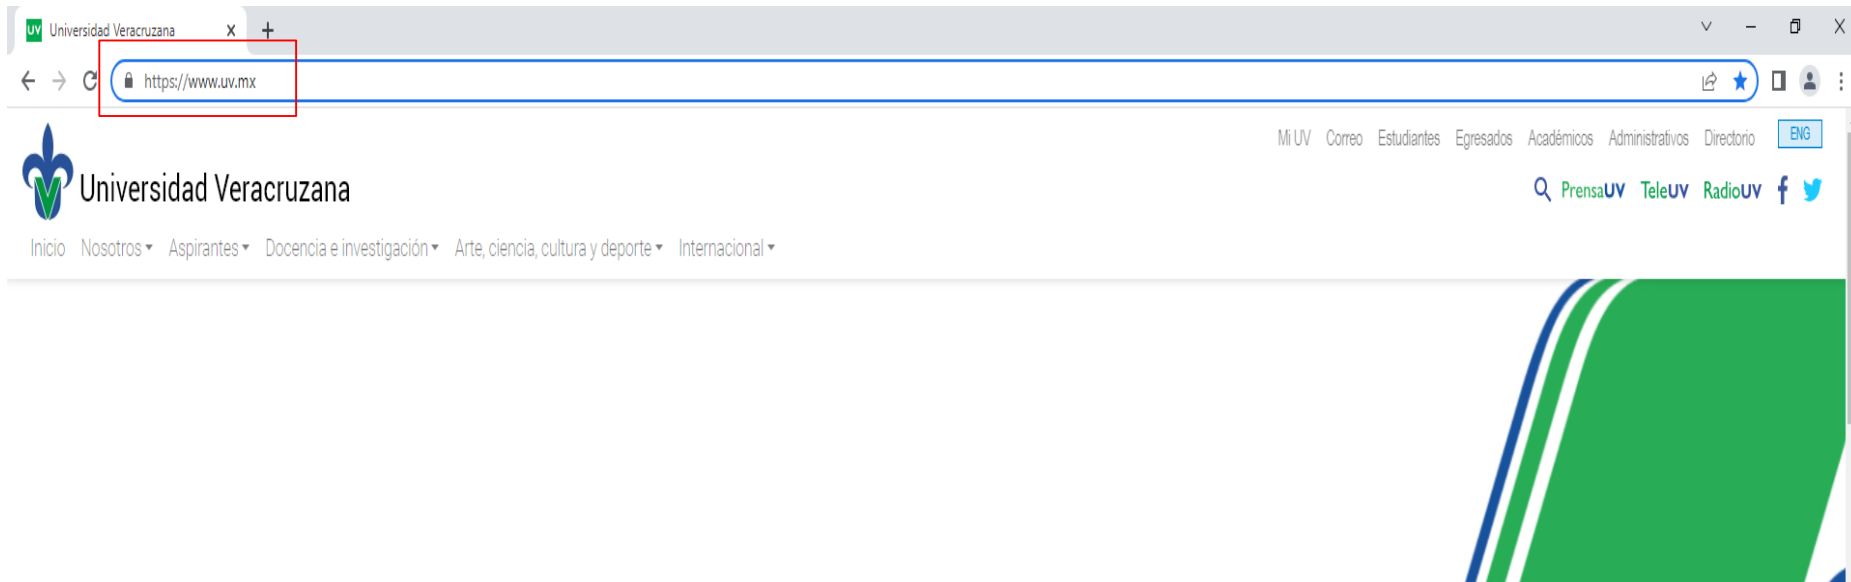 UV Universidad Veracruzana
https://www.uv.mx
Mi UV Correo Estudiantes Egresados Académicos Administrativos Directorio ENG
Universidad Veracruzana
PrensaUV TeleUV RadioUV
Inicio Nosotros Aspirantes Docencia e investigación Arte, ciencia, cultura y deporte Internacional